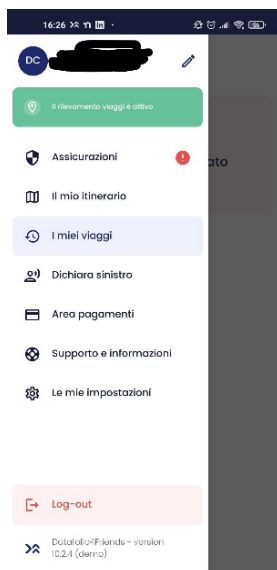 16:26
DC
Il rilevamento viaggi è attivo
Assicurazioni
ato
Il mio itinerario
I miei viaggi
Dichiara sinistro
Area pagamenti
Supporto e informazioni
Le mie impostazioni
Log-out
Datafolio4Friends - version
10.2.4 (demo)